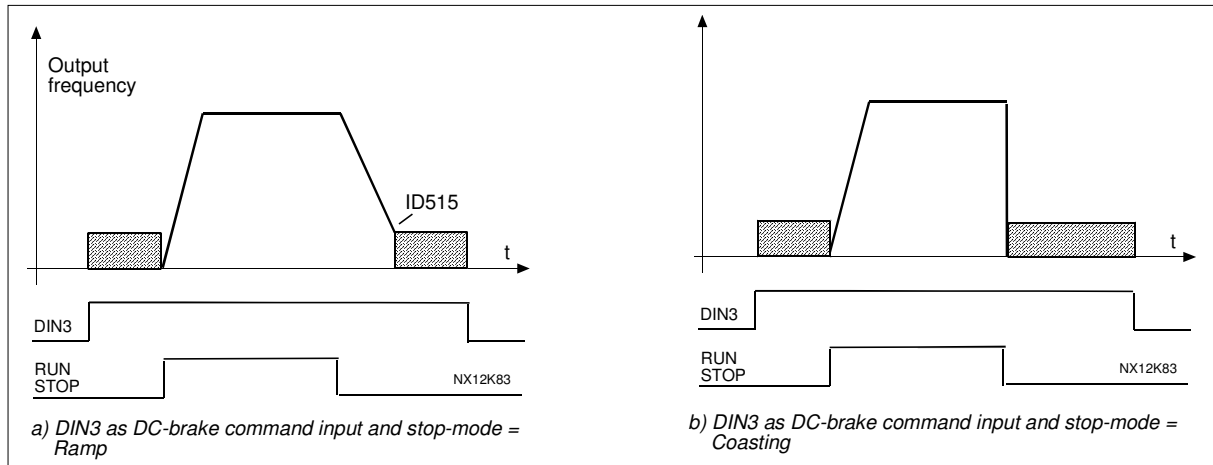 Output
frequency
ID515
t
DIN3
RUN
STOP
NX12K83
a) DIN3 as DC-brake command input and stop-mode =
Ramp
t
DIN3
RUN
STOP
NX12K83
b) DIN3 as DC-brake command input and stop-mode =
Coasting